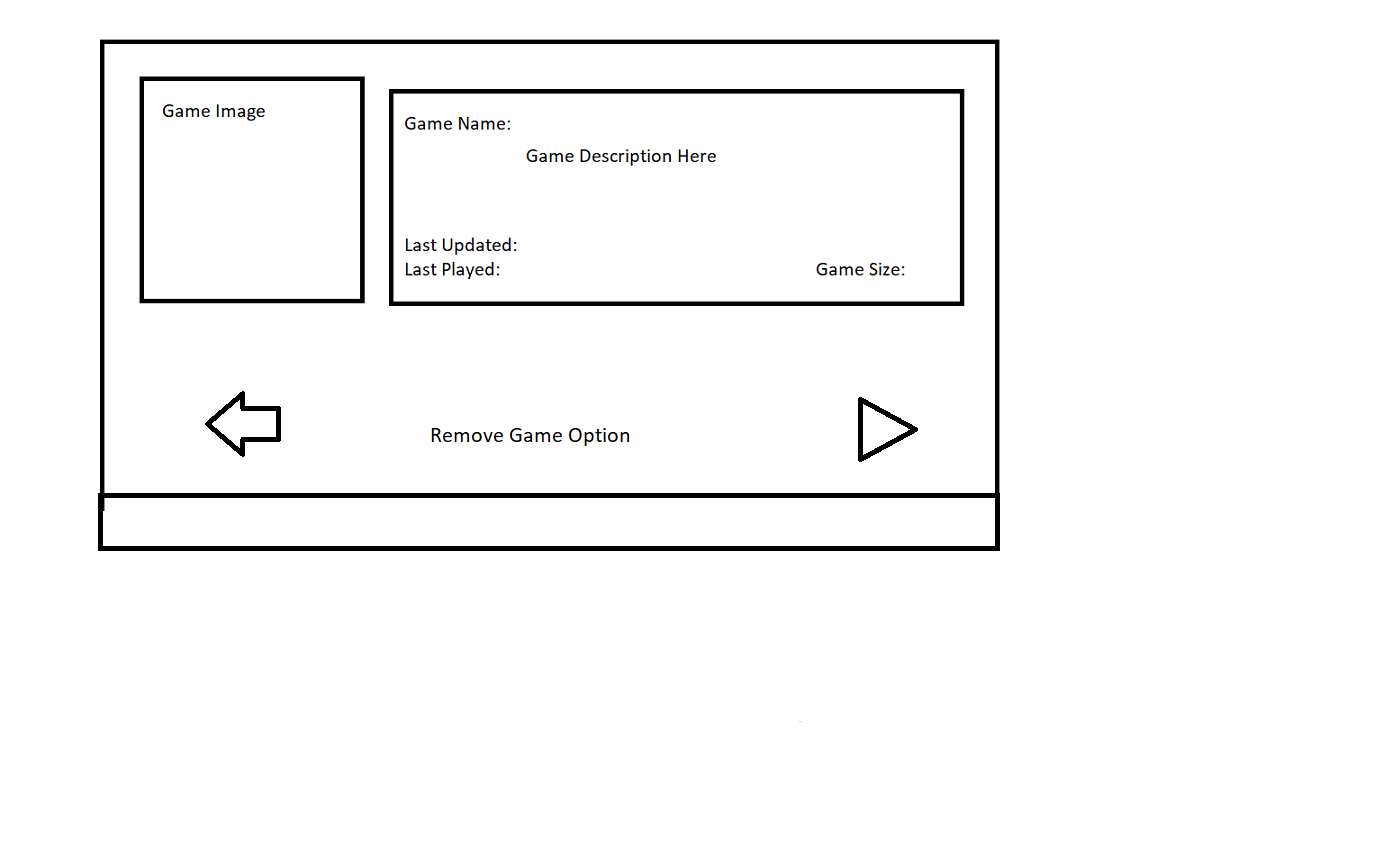 Game Image
Game Name:
Game Description Here
Last Updated:
Last Played:
Game Size:
Remove Game Option